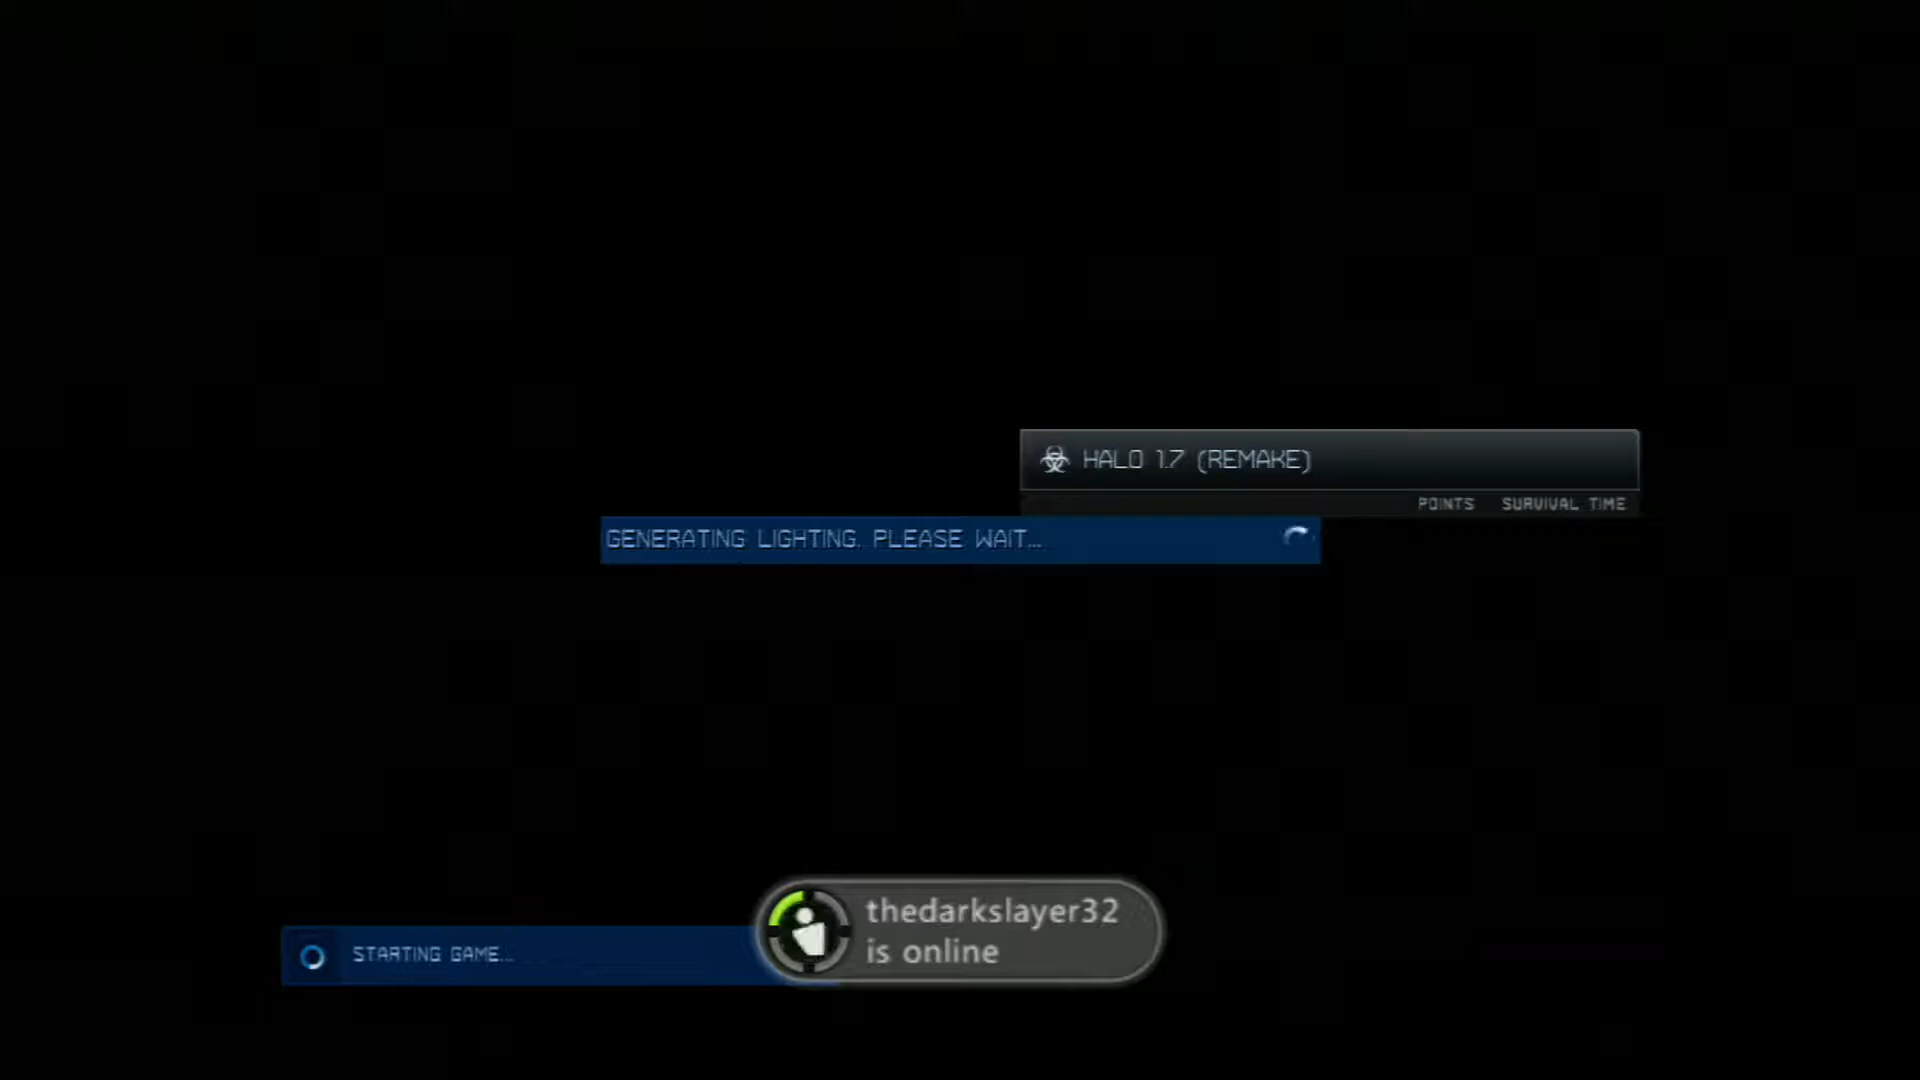 HALO 1.7 (REMAKE)
POINTS SURVIVAL TIME
GENERATING LIGHTING. PLEASE WAIT...
thedarkslayer32
is online
STARTING GAME...